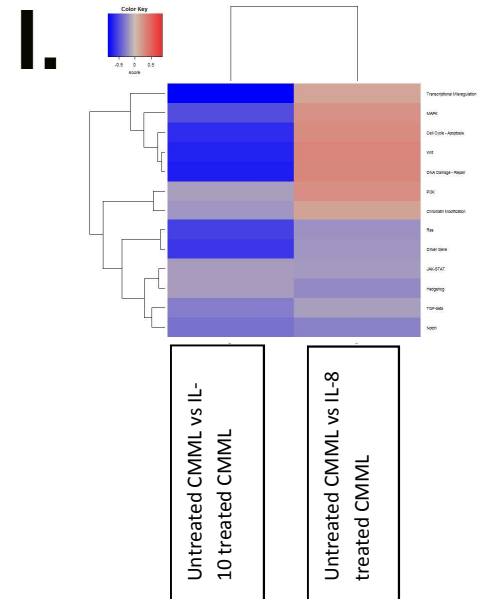 I.
Color Key
-0.5 0 0.5
score
Transcriptional Misregulation
MAPK
Cell Cycle - Apoptosis
Wnt
DNA Damage - Repair
PI3K
Chromatin Modification
Ras
Driver Gene
JAK-STAT
Hedgehog
TGF-beta
Notch
Untreated CMML vs IL-
10 treated CMML
Untreated CMML vs IL-8
treated CMML